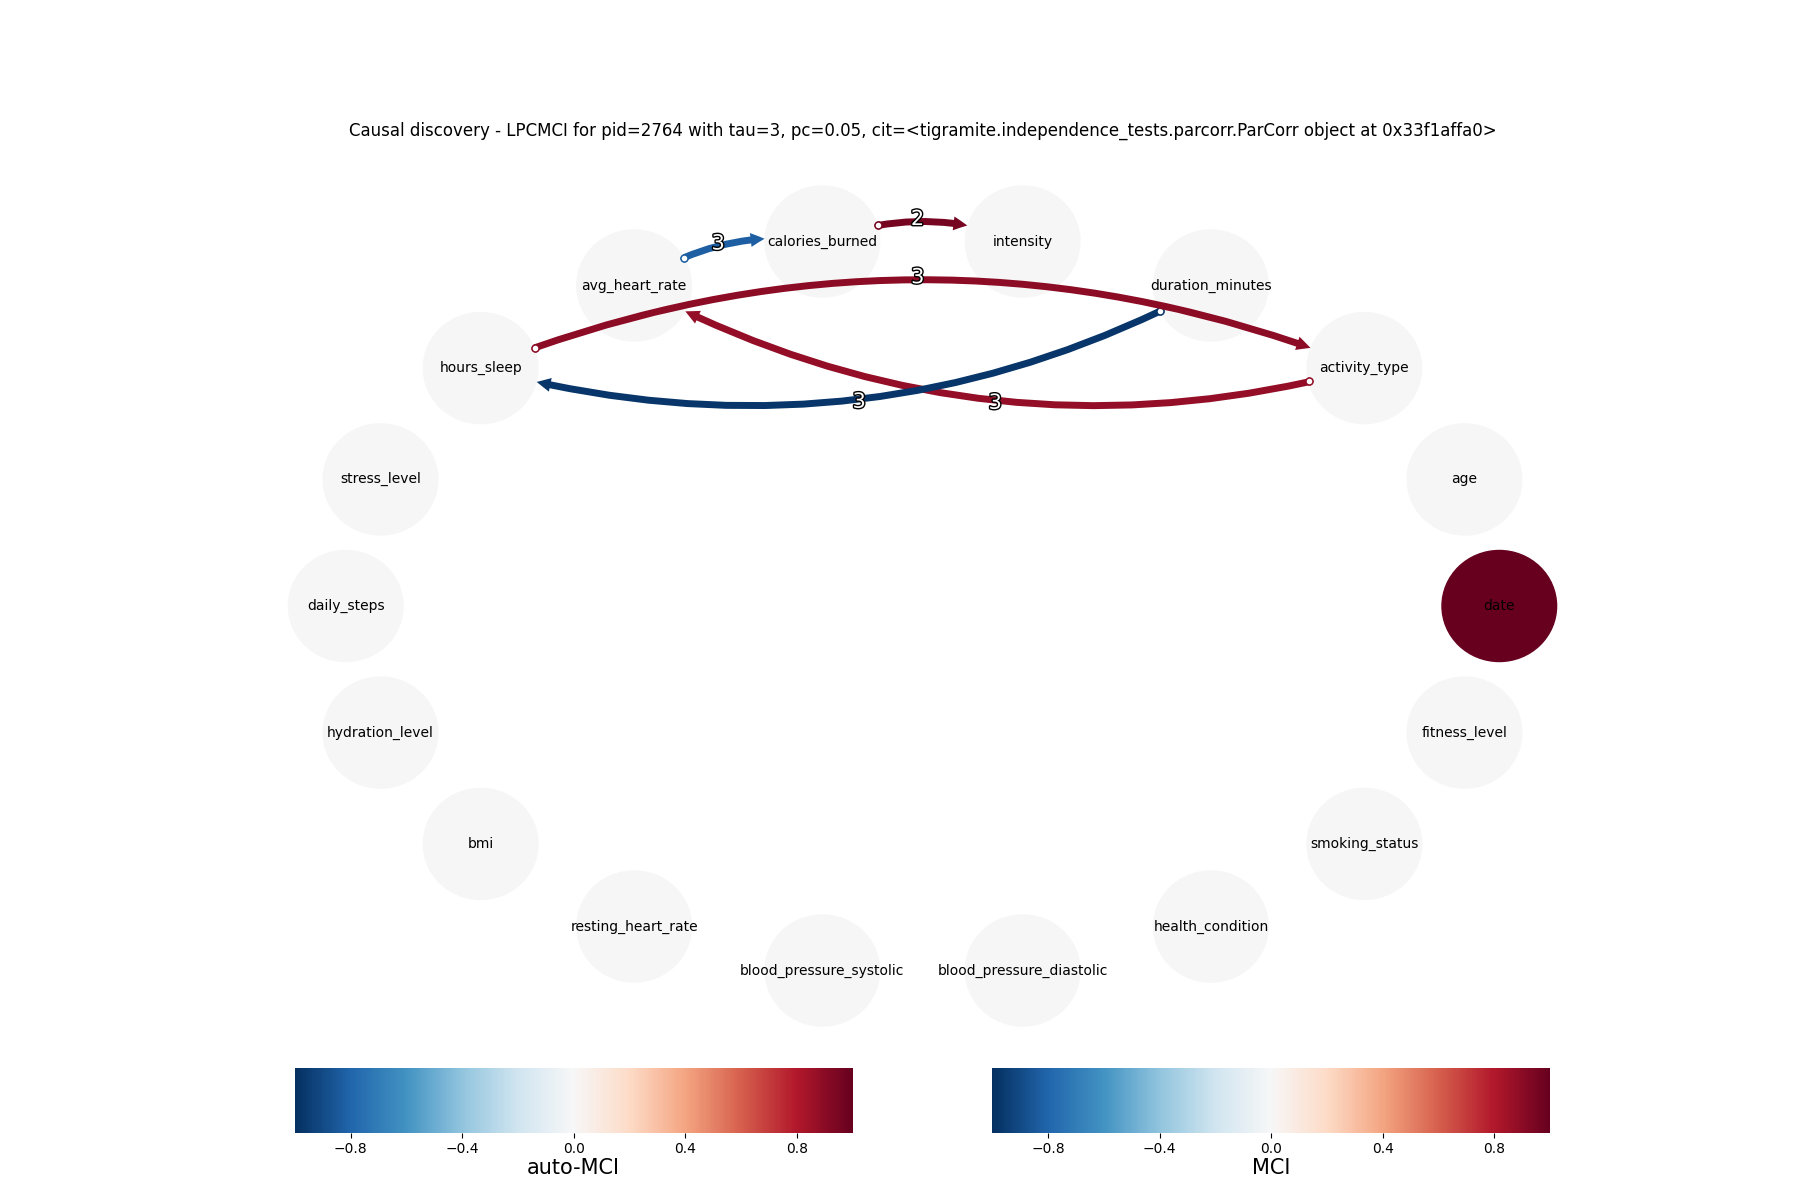 Causal discovery - LPCMCI for pid=2764 with tau=3, pc=0.05, cit=<tigramite.independence_tests.parcorr.ParCorr object at 0x33f1affa0>
2
3
calories_burned
intensity
3
avg_heart_rate
duration_minutes
hours_sleep
activity_type
3
3
stress_level
age
daily_steps
date
hydration_level
fitness_level
bmi
smoking_status
resting_heart_rate
health_condition
blood_pressure_systolic
blood_pressure_diastolic
−0.8 −0.4 0.0 0.4 0.8
auto-MCI
−0.8 −0.4 0.0 0.4 0.8
MCI